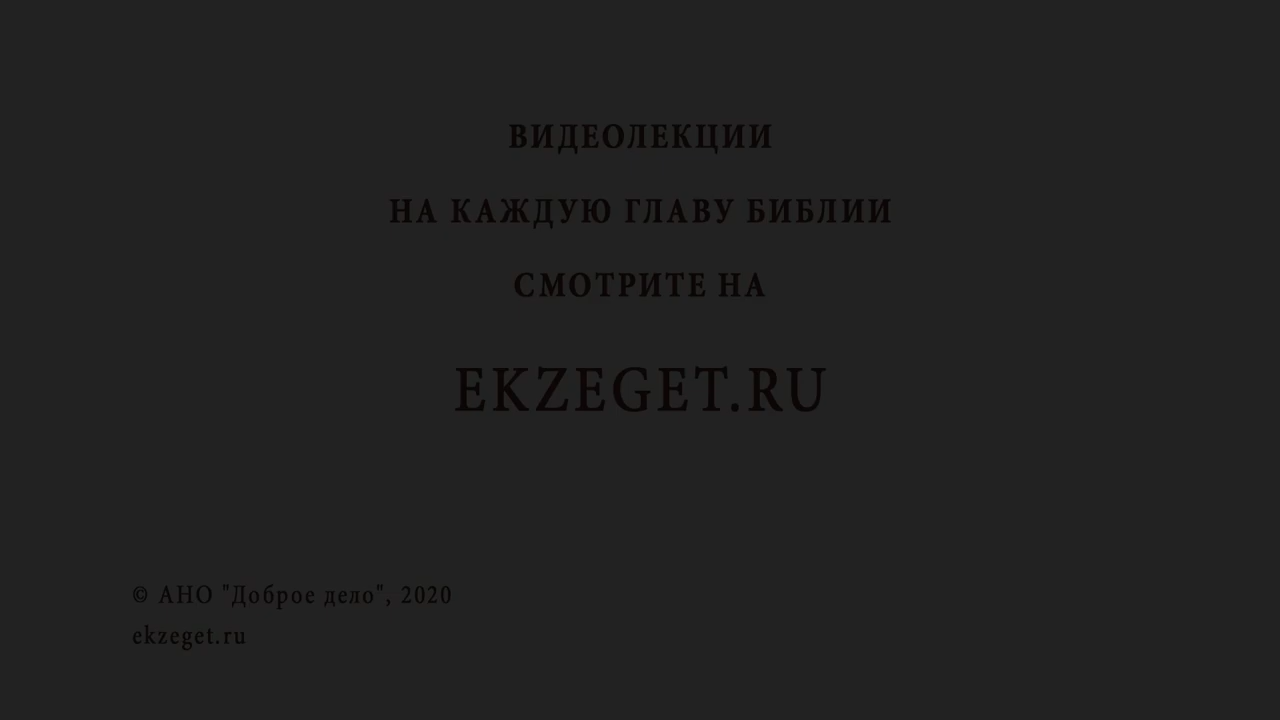 ВИДЕОЛЕКЦИИ
НА КАЖДУЮ ГЛАВУ БИБЛИИ
СМОТРИТЕ НА
EKZEGET.RU
© АНО "Доброе дело", 2020
ekzeget.ru